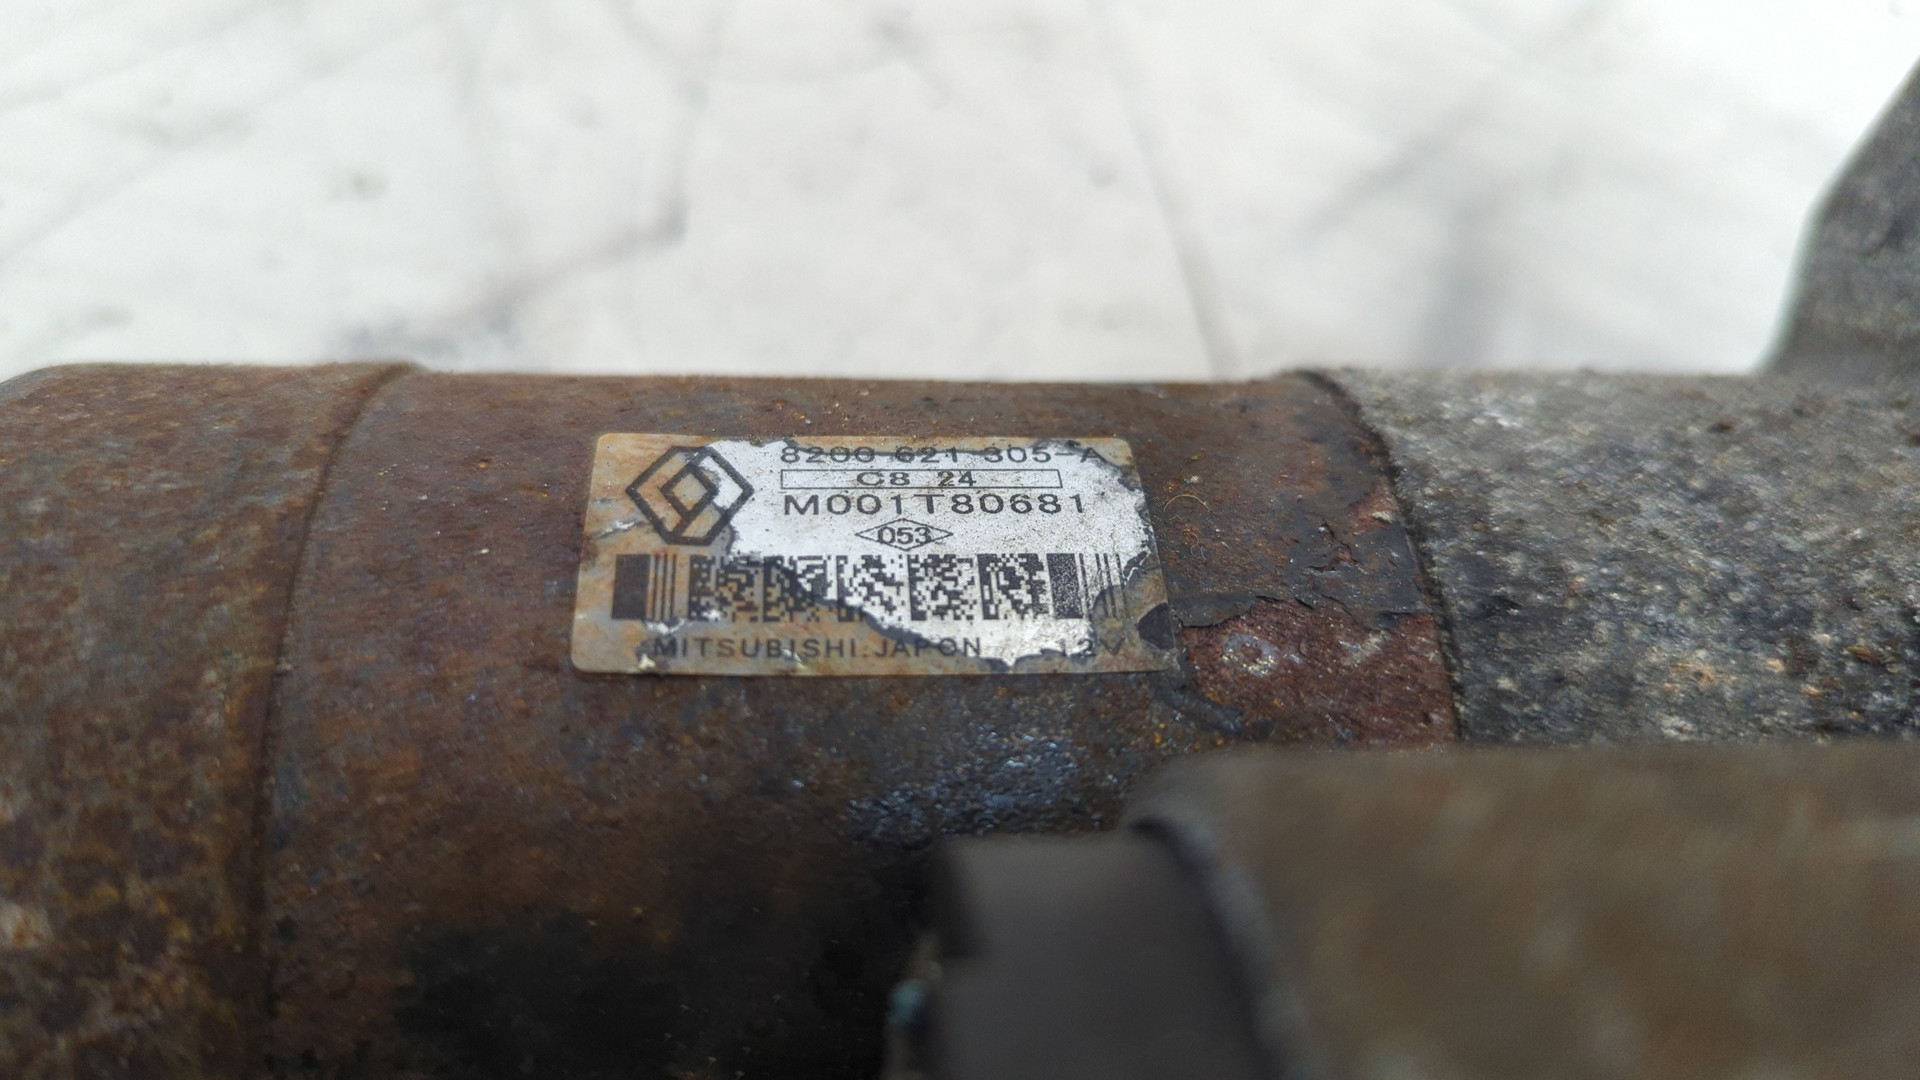 8200 621 305-A
C8 24
M001T80681
053
MITSUBISHI.JAPON 12V